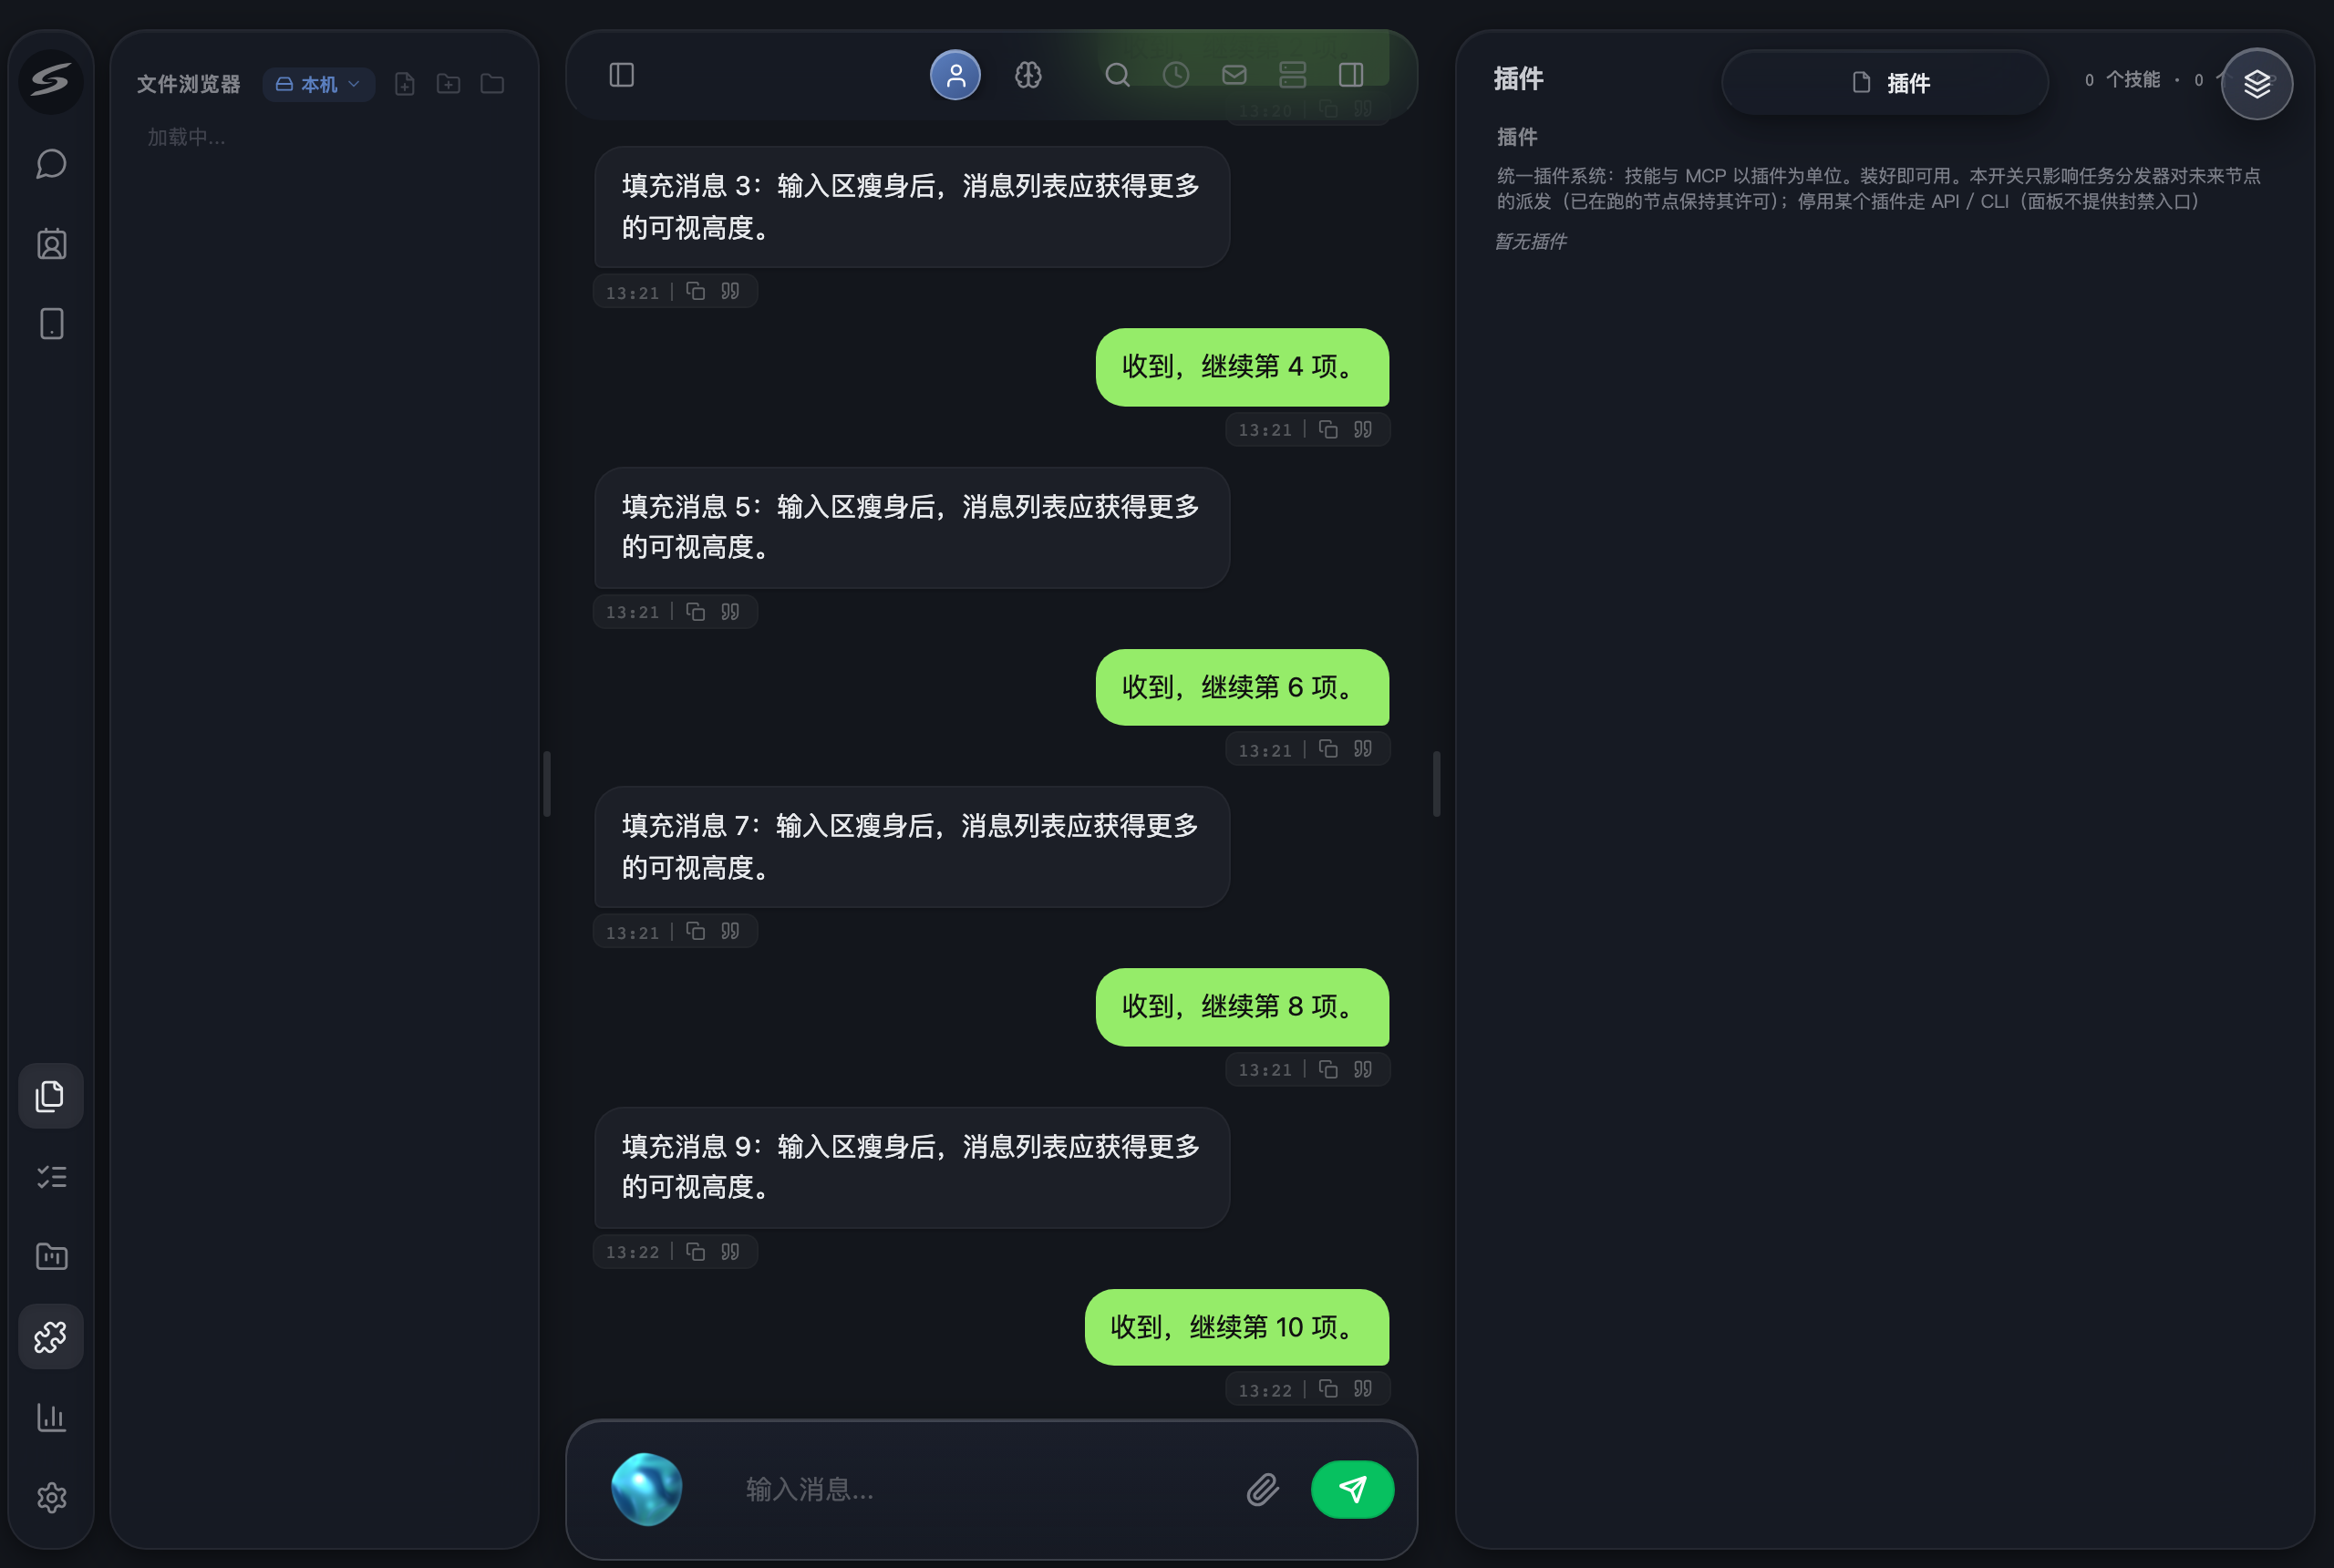 文件浏览器
本机
加载中...
13:20
填充消息 3：输入区瘦身后，消息列表应获得更多
的可视高度。
13:21
收到，继续第 4 项。
13:21
填充消息 5：输入区瘦身后，消息列表应获得更多
的可视高度。
13:21
收到，继续第 6 项。
13:21
填充消息 7：输入区瘦身后，消息列表应获得更多
的可视高度。
13:21
收到，继续第 8 项。
13:21
填充消息 9：输入区瘦身后，消息列表应获得更多
的可视高度。
13:22
收到，继续第 10 项。
13:22
输入消息...
插件
插件
0 个技能 · 0
插件
统一插件系统：技能与 MCP 以插件为单位。装好即可用。本开关只影响任务分发器对未来节点
的派发（已在跑的节点保持其许可）；停用某个插件走 API / CLI（面板不提供封禁入口）
暂无插件